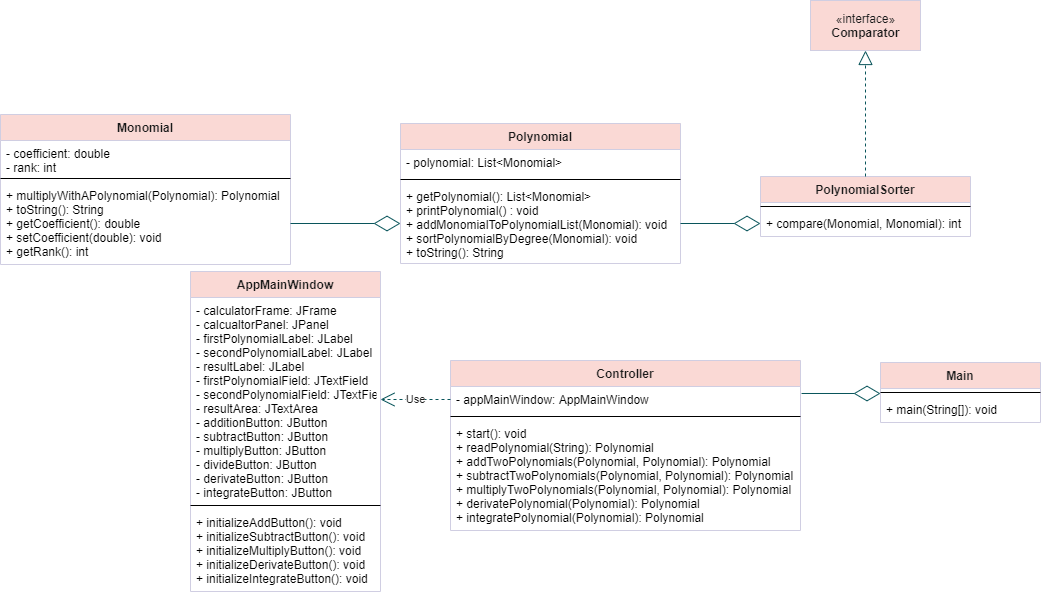 «interface»
Comparator
Monomial
- coefficient: double
- rank: int
+ multiplyWithAPolynomial(Polynomial): Polynomial
+ toString(): String
+ getCoefficient(): double
+ setCoefficient(double): void
+ getRank(): int
Polynomial
- polynomial: List<Monomial>
+ getPolynomial(): List<Monomial>
+ printPolynomial() : void
+ addMonomialToPolynomialList(Monomial): void
+ sortPolynomialByDegree(Monomial): void
+ toString(): String
PolynomialSorter
+ compare(Monomial, Monomial): int
AppMainWindow
- calculatorFrame: JFrame
- calcualtorPanel: JPanel
- firstPolynomialLabel: JLabel
- secondPolynomialLabel: JLabel
- resultLabel: JLabel
- firstPolynomialField: JTextField
- secondPolynomialField: JTextFie
- resultArea: JTextArea
- additionButton: JButton
- subtractButton: JButton
- multiplyButton: JButton
- divideButton: JButton
- derivateButton: JButton
- integrateButton: JButton
+ initializeAddButton(): void
+ initializeSubtractButton(): void
+ initializeMultiplyButton(): void
+ initializeDerivateButton(): void
+ initializeIntegrateButton(): void
Use
Controller
- appMainWindow: AppMainWindow
+ start(): void
+ readPolynomial(String): Polynomial
+ addTwoPolynomials(Polynomial, Polynomial): Polynomial
+ subtractTwoPolynomials(Polynomial, Polynomial): Polynomial
+ multiplyTwoPolynomials(Polynomial, Polynomial): Polynomial
+ derivatePolynomial(Polynomial): Polynomial
+ integratePolynomial(Polynomial): Polynomial
Main
+ main(String[]): void